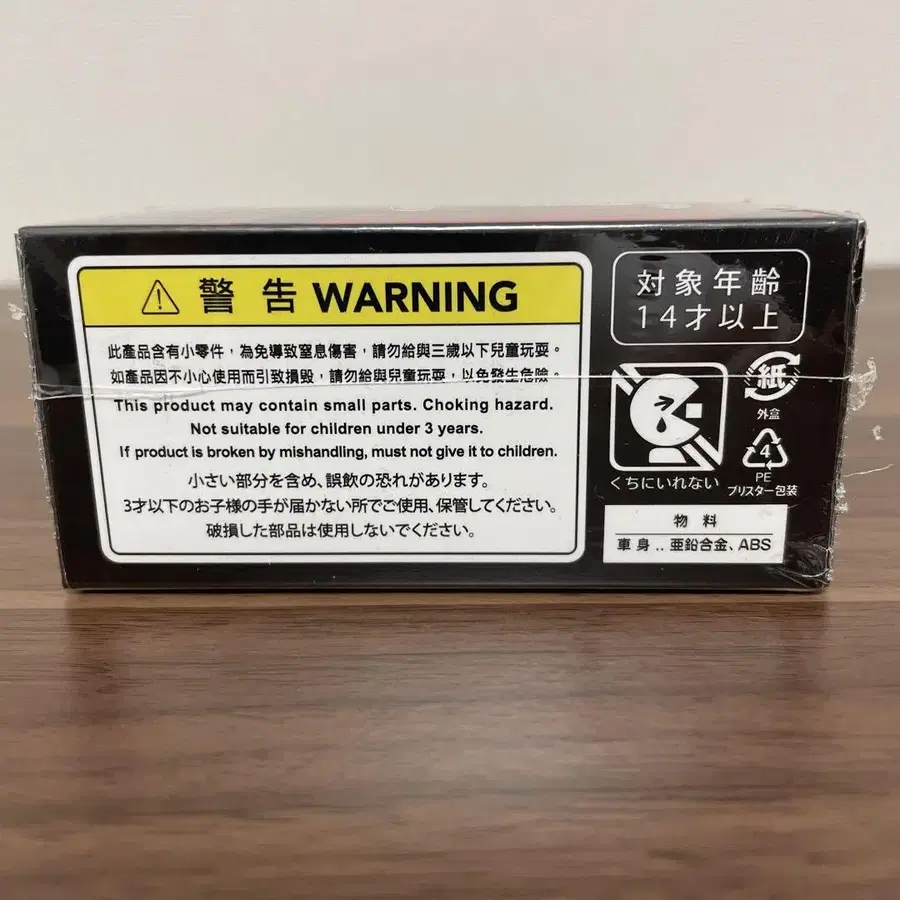 警告 WARNING
此產品含有小零件，為免導致窒息傷害，請勿給與三歲以下兒童玩耍。
如產品因不小心使用而引致損毀，請勿給與兒童玩耍，以免發生危險。
This product may contain small parts. Choking hazard.
Not suitable for children under 3 years.
If product is broken by mishandling, must not give it to children.
小さい部分を含め、誤飲の恐れがあります。
3才以下のお子様の手が届かない所でご使用、保管してください。
破損した部品は使用しないでください。
対象年齢
14才以上
くちにいれない
紙
外盒
4
PE
ブリスター包装
物料
車身‥亜鉛合金、ABS